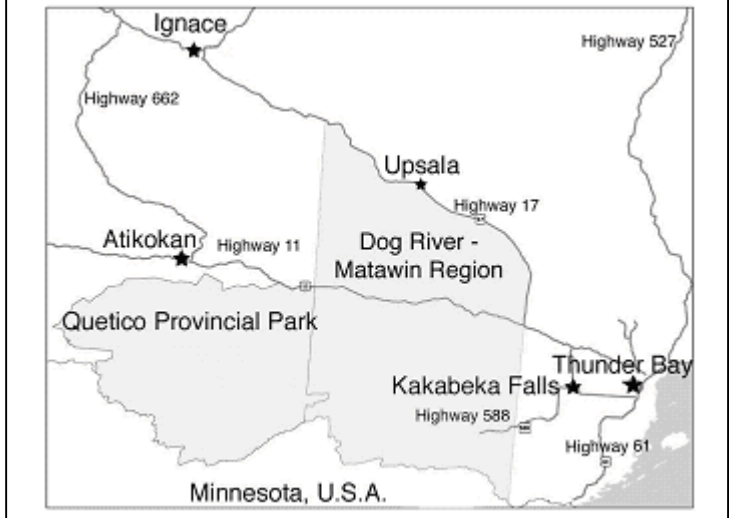 Ignace
Highway 527
Highway 662
Upsala
Highway 17
Atikokan
Highway 11
Dog River -
Matawin Region
Quetico Provincial Park
Thunder Bay
Kakabeka Falls
Highway 588
Highway 61
Minnesota, U.S.A.